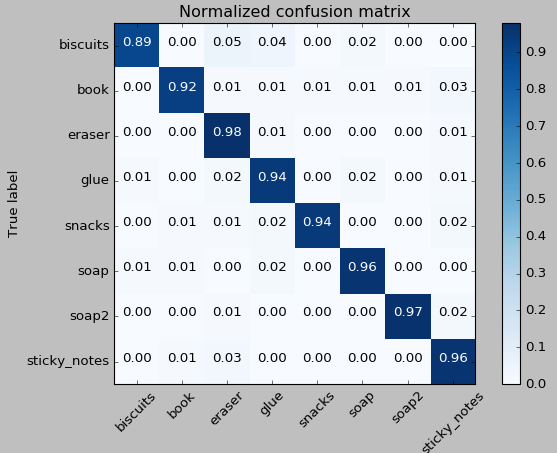 Normalized confusion matrix
biscuits 0.89 0.00 0.05 0.04 0.00 0.02 0.00 0.00
book 0.00 0.92 0.01 0.01 0.01 0.01 0.01 0.03
eraser 0.00 0.00 0.98 0.01 0.00 0.00 0.00 0.01
glue 0.01 0.00 0.02 0.94 0.00 0.02 0.00 0.01
snacks 0.00 0.01 0.01 0.02 0.94 0.00 0.00 0.02
soap 0.01 0.01 0.00 0.02 0.00 0.96 0.00 0.00
soap2 0.00 0.00 0.01 0.00 0.00 0.00 0.97 0.02
sticky_notes 0.00 0.01 0.03 0.00 0.00 0.00 0.00 0.96
True label
biscuits book eraser glue snacks soap soap2 sticky_notes
0.9
0.8
0.7
0.6
0.5
0.4
0.3
0.2
0.1
0.0